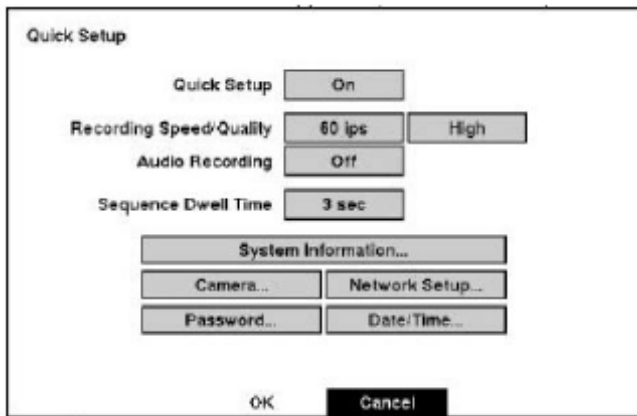 Quick Setup
Quick Setup On
Recording Speed/Quality 60 ips High
Audio Recording Off
Sequence Dwell Time 3 sec
System Information...
Camera... Network Setup...
Password... Date/Time...
OK Cancel